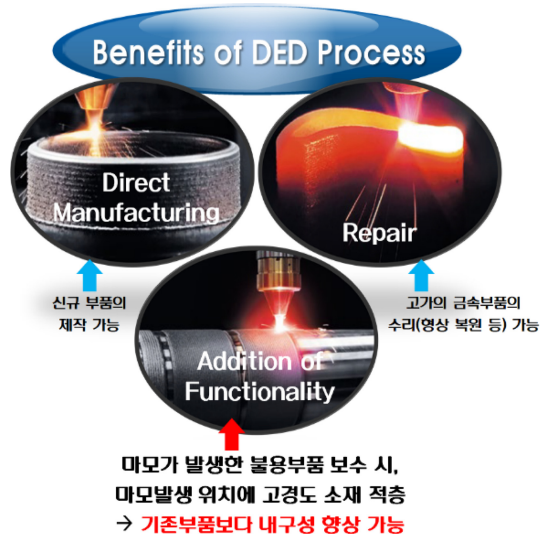 Benefits of DED Process
Direct
Manufacturing
Repair
신규 부품의
제작 가능
고가의 금속부품의
수리(형상 복원 등) 가능
Addition of
Functionality
마모가 발생한 불용부품 보수 시,
마모발생 위치에 고경도 소재 적층
→ 기존부품보다 내구성 향상 가능